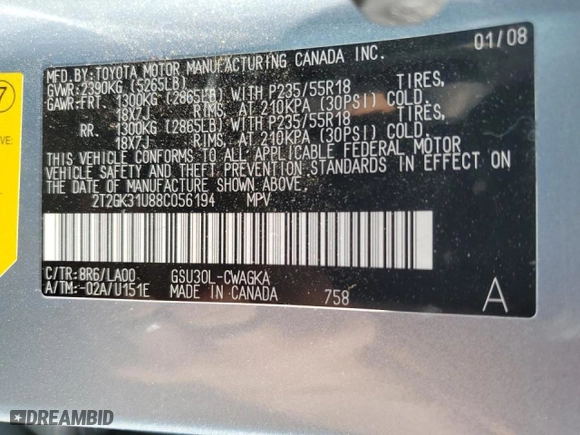 MFD.BY:TOYOTA MOTOR MANUFACTURING CANADA INC. 01/08
GVWR:2390KG (5265LB)
GAWR:FRT 1300KG (2865LB) WITH P235/55R18 TIRES,
18X7J RIMS, AT 210KPA (30PSI) COLD.
RR. 1300KG (2865LB) WITH P235/55R18 TIRES,
18X7J RIMS, AT 210KPA (30PSI) COLD.
THIS VEHICLE CONFORMS TO ALL APPLICABLE FEDERAL MOTOR
VEHICLE SAFETY AND THEFT PREVENTION STANDARDS IN EFFECT ON
THE DATE OF MANUFACTURE SHOWN ABOVE.
2T2GK31U88C056194 MPV
C/TR:8R6/LA00 GSU30L-CWAGKA
A/TM:-02A/U151E MADE IN CANADA 758 A
7
VE:
DREAMBID